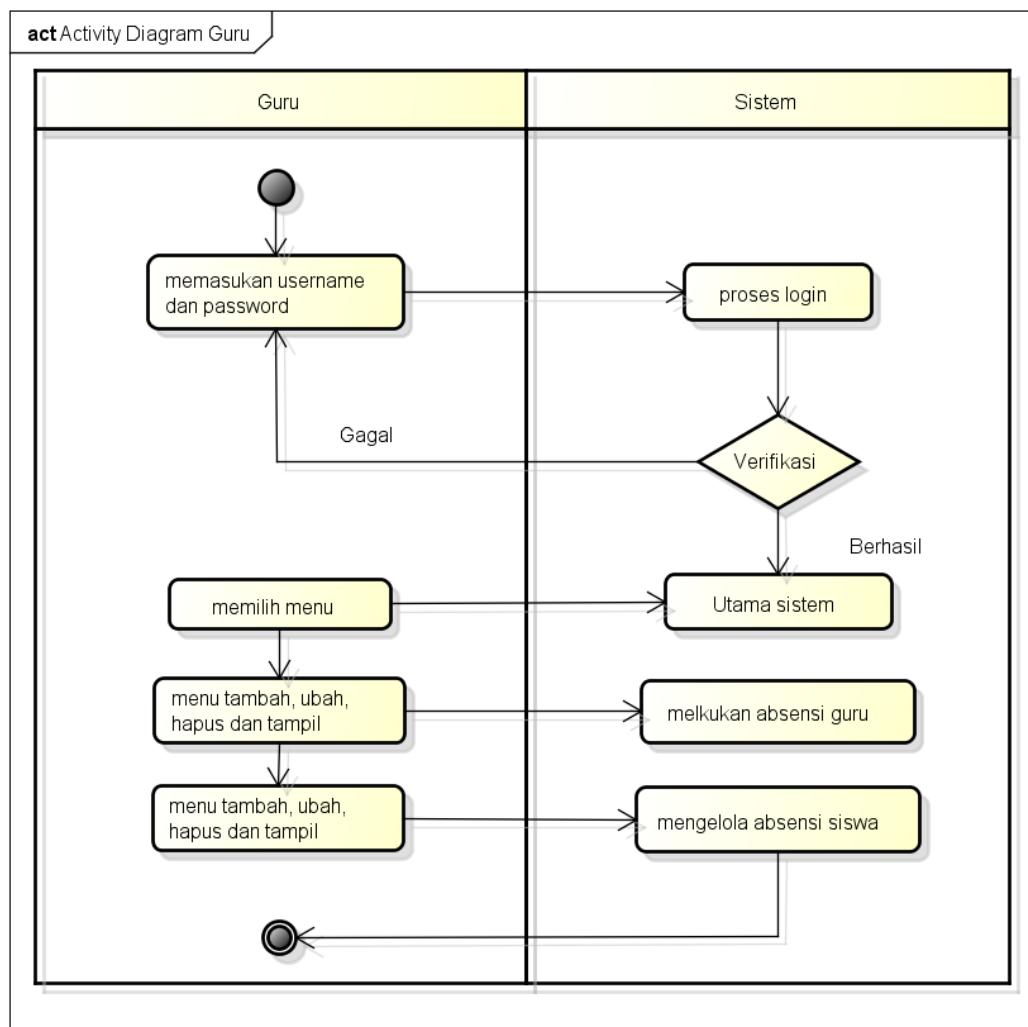 act Activity Diagram Guru
Guru
Sistem
memasukan username
dan password
proses login
Gagal
Verifikasi
Berhasil
memilih menu
Utama sistem
menu tambah, ubah,
hapus dan tampil
melkukan absensi guru
menu tambah, ubah,
hapus dan tampil
mengelola absensi siswa